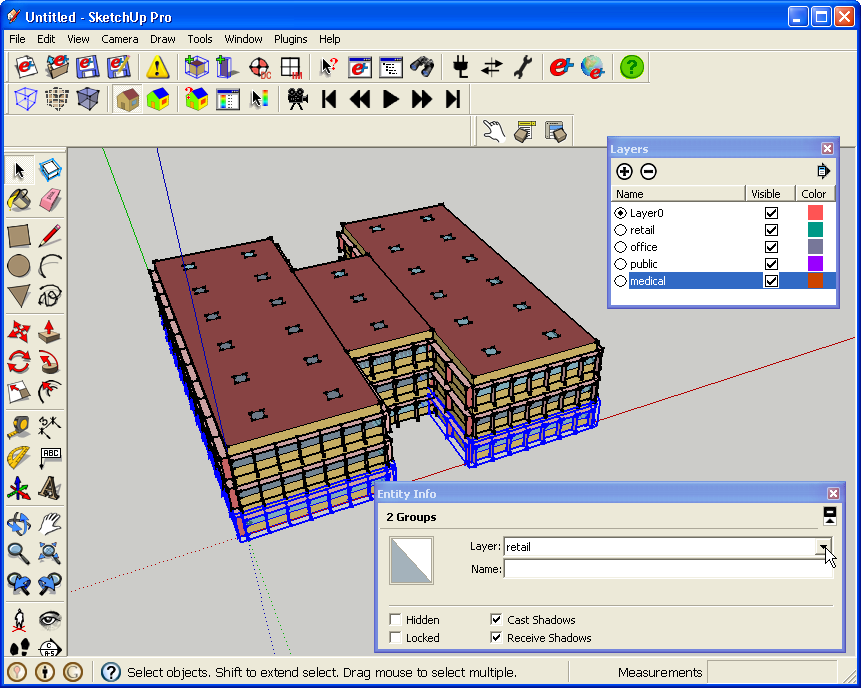 Untitled - SketchUp Pro
File Edit View Camera Draw Tools Window Plugins Help
Layers
Name Visible Color
Layer0
retail
office
public
medical
ABC
Entity Info
2 Groups
Layer: retail
Name:
Hidden Cast Shadows
Locked Receive Shadows
Select objects. Shift to extend select. Drag mouse to select multiple. Measurements